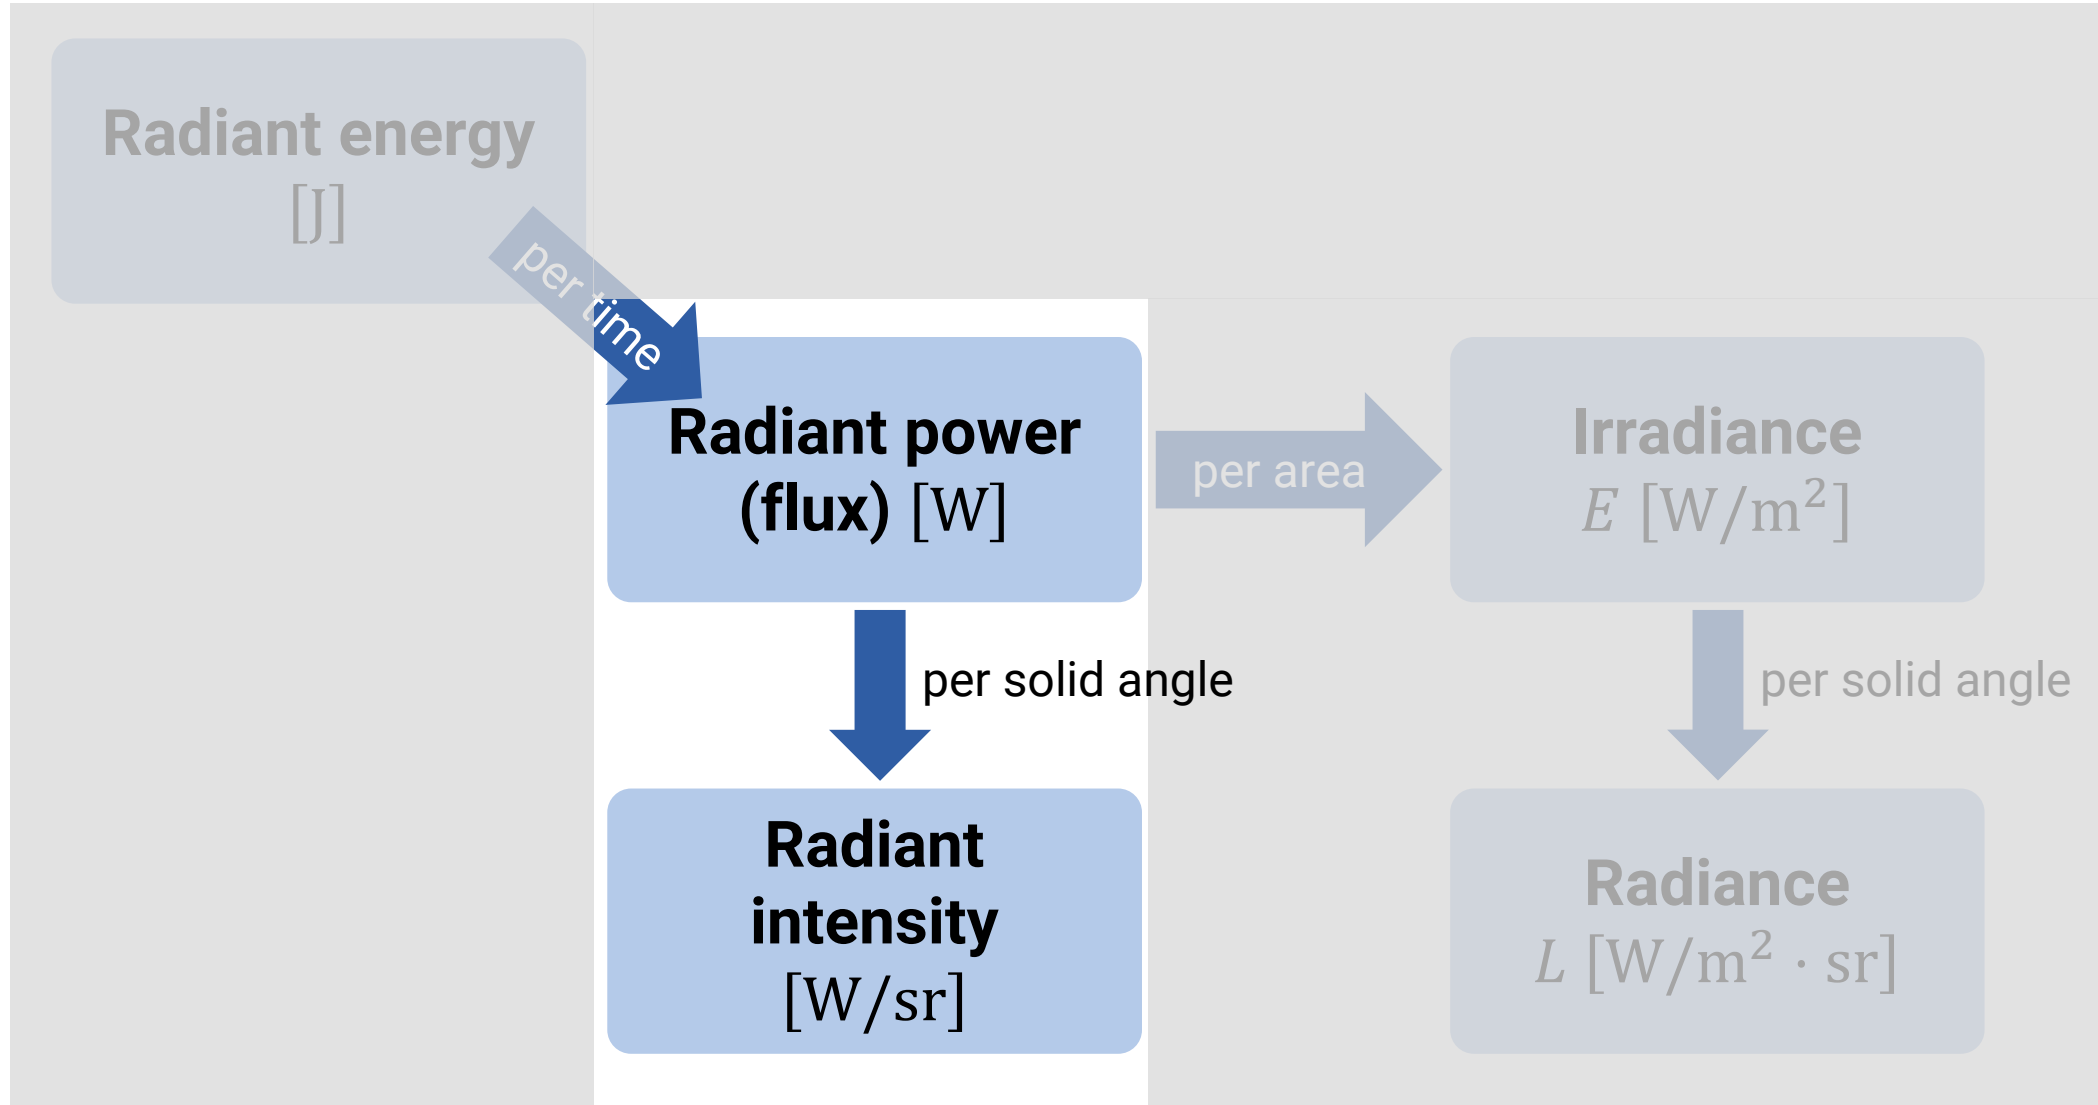 Radiant energy
[J]
per time
Radiant power
(flux) [W]
per area
Irradiance
E [W/m²]
per solid angle
per solid angle
Radiant
intensity
[W/sr]
Radiance
L [W/m² · sr]